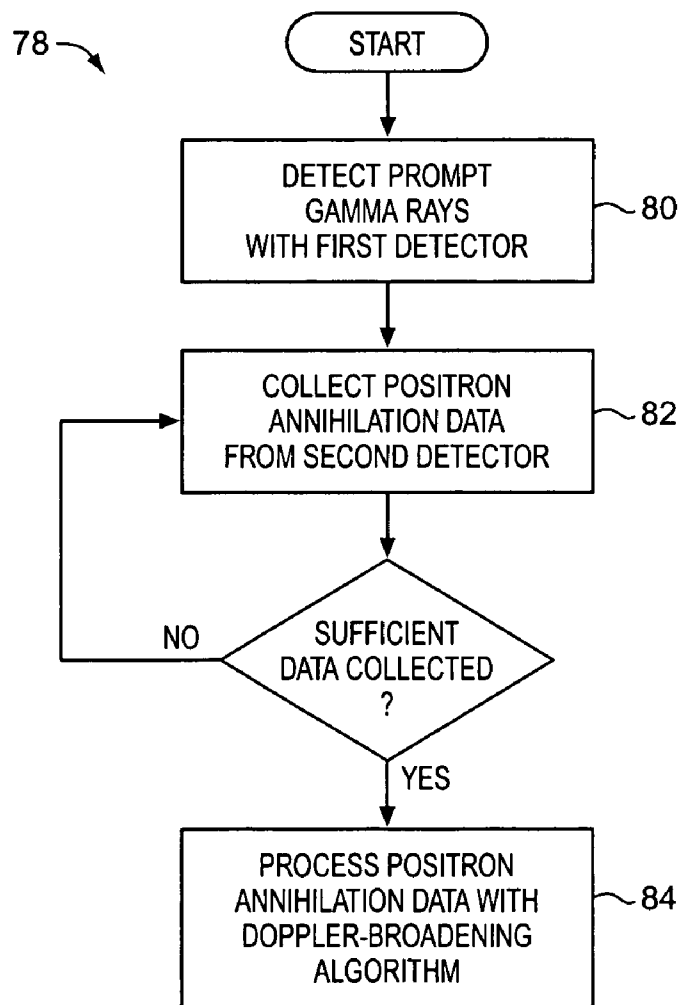 78
START
DETECT PROMPT
GAMMA RAYS
WITH FIRST DETECTOR
80
COLLECT POSITRON
ANNIHILATION DATA
FROM SECOND DETECTOR
82
NO
SUFFICIENT
DATA COLLECTED
?
YES
PROCESS POSITRON
ANNIHILATION DATA WITH
DOPPLER-BROADENING
ALGORITHM
84